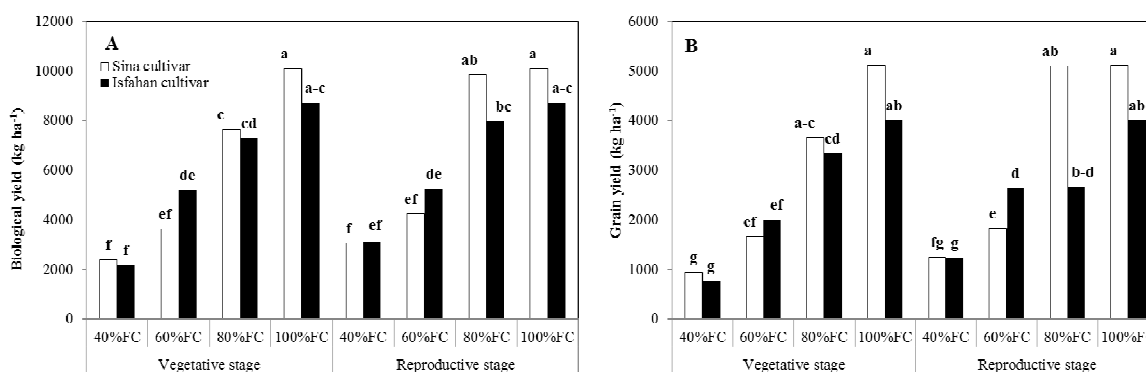 A
Sina cultivar
Isfahan cultivar
Biological yield (kg ha-1)
12000
10000
8000
6000
4000
2000
0
f f ef de c cd a a-c f ef ef de ab bc a a-c
40%FC 60%FC 80%FC 100%FC 40%FC 60%FC 80%FC 100%FC
Vegetative stage Reproductive stage
B
Grain yield (kg ha-1)
6000
5000
4000
3000
2000
1000
0
g g ef ef a-c cd a ab fg g e d ab b-d a ab
40%FC 60%FC 80%FC 100%FC 40%FC 60%FC 80%FC 100%F
Vegetative stage Reproductive stage